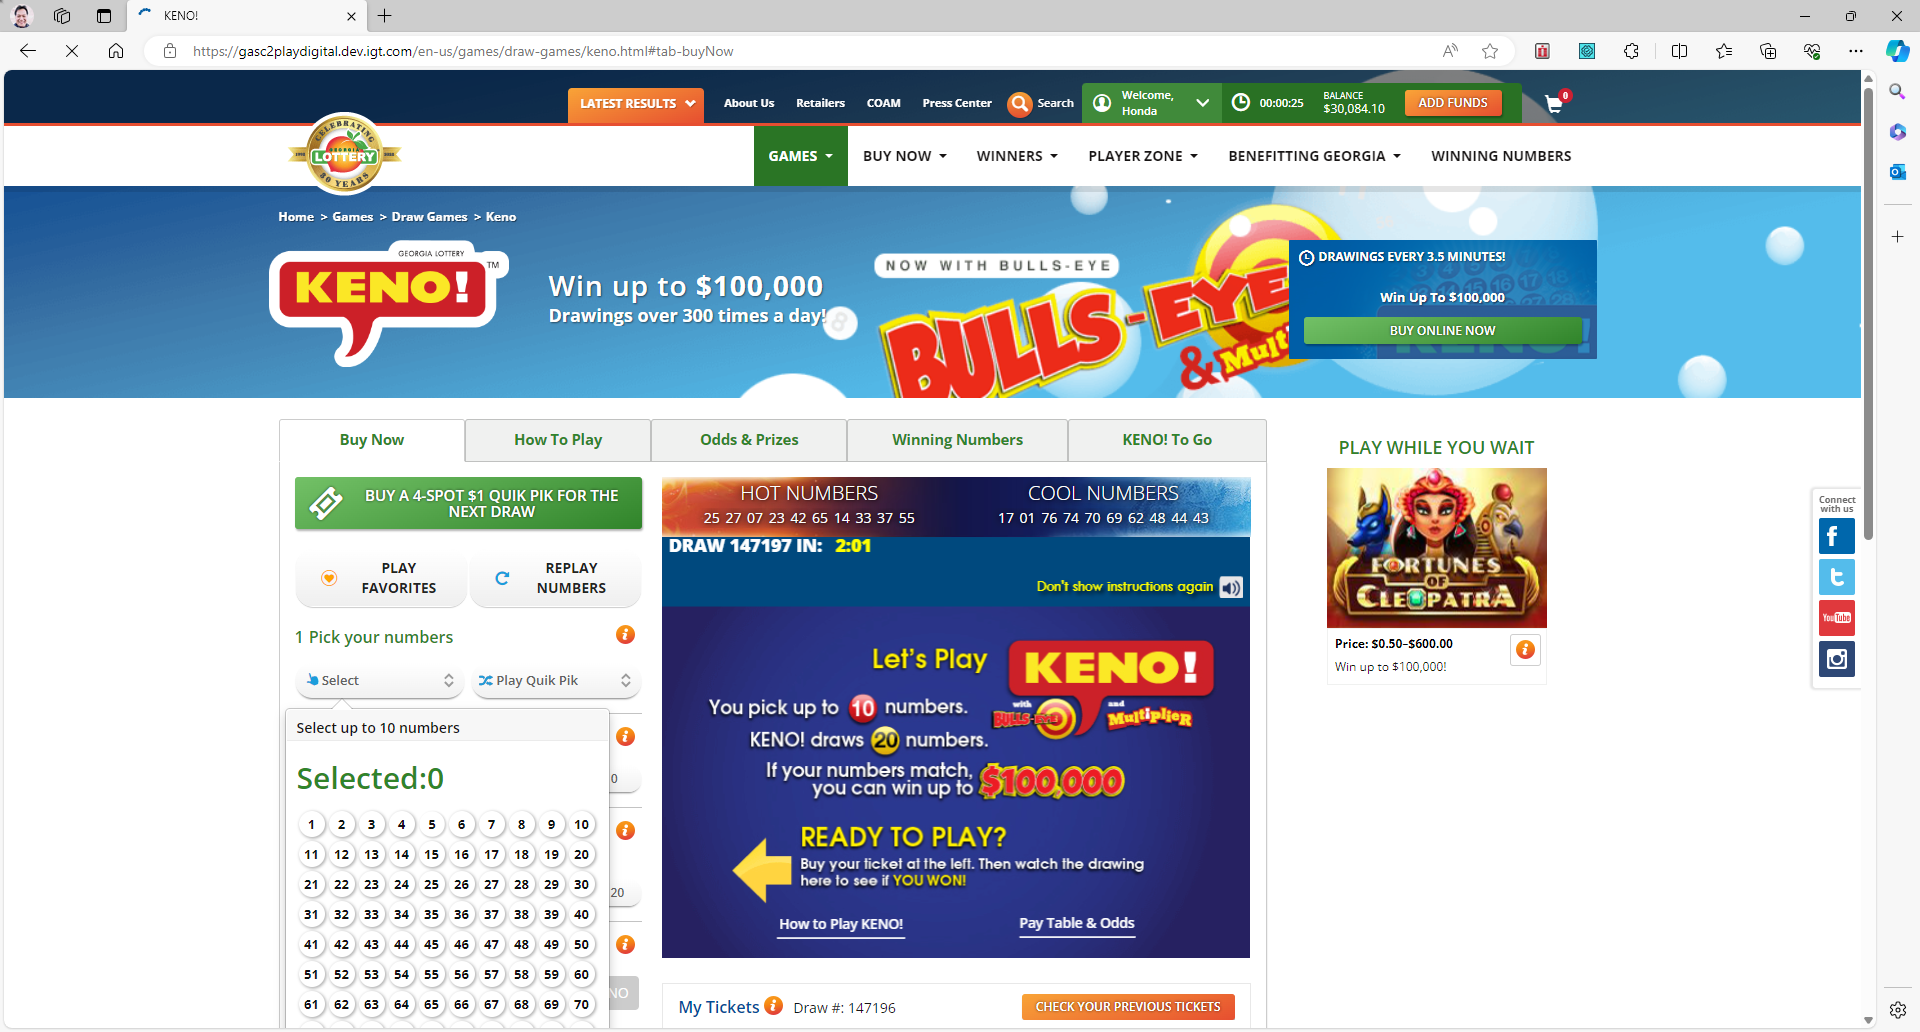 KENO!
https://gasc2playdigital.dev.igt.com/en-us/games/draw-games/keno.html#tab-buyNow
LATEST RESULTS
About Us
Retailers
COAM
Press Center
Search
Welcome,
Honda
00:00:25
BALANCE
$30,084.10
ADD FUNDS
0
CELEBRATING
GEORGIA
LOTTERY
30 YEARS
GAMES
BUY NOW
WINNERS
PLAYER ZONE
BENEFITTING GEORGIA
WINNING NUMBERS
Home > Games > Draw Games > Keno
GEORGIA LOTTERY
KENO!
TM
Win up to $100,000
Drawings over 300 times a day!
NOW WITH BULLS-EYE
BULLS-EYE
& Multi
DRAWINGS EVERY 3.5 MINUTES!
Win Up To $100,000
BUY ONLINE NOW
Buy Now
How To Play
Odds & Prizes
Winning Numbers
KENO! To Go
BUY A 4-SPOT $1 QUIK PIK FOR THE
NEXT DRAW
PLAY
FAVORITES
REPLAY
NUMBERS
1 Pick your numbers
Select
Play Quik Pik
Select up to 10 numbers
Selected:0
1 2 3 4 5 6 7 8 9 10
11 12 13 14 15 16 17 18 19 20
21 22 23 24 25 26 27 28 29 30
31 32 33 34 35 36 37 38 39 40
41 42 43 44 45 46 47 48 49 50
51 52 53 54 55 56 57 58 59 60
61 62 63 64 65 66 67 68 69 70
0
20
NO
HOT NUMBERS
25 27 07 23 42 65 14 33 37 55
COOL NUMBERS
17 01 76 74 70 69 62 48 44 43
DRAW 147197 IN: 2:01
Don't show instructions again
Let's Play
KENO!
with
BULLS-EYE
and
Multiplier
You pick up to 10 numbers.
KENO! draws 20 numbers.
If your numbers match,
you can win up to $100,000
READY TO PLAY?
Buy your ticket at the left. Then watch the drawing
here to see if YOU WON!
How to Play KENO!
Pay Table & Odds
My Tickets
Draw #: 147196
CHECK YOUR PREVIOUS TICKETS
PLAY WHILE YOU WAIT
FORTUNES
OF
CLEOPATRA
Price: $0.50–$600.00
Win up to $100,000!
Connect
with us
YouTube